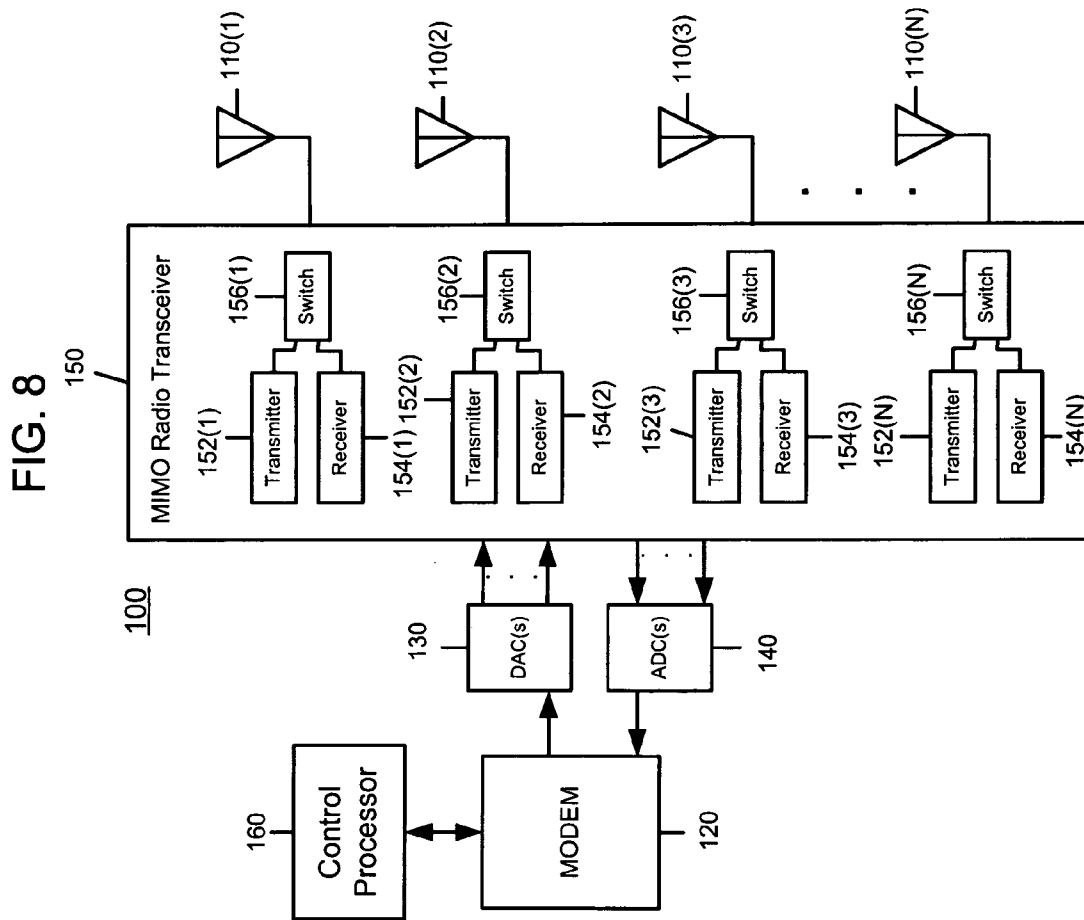 FIG. 8
100
150
MIMO Radio Transceiver
152(1)
Transmitter
Receiver
154(1)
156(1)
Switch
110(1)
152(2)
Transmitter
Receiver
154(2)
156(2)
Switch
110(2)
152(3)
Transmitter
Receiver
154(3)
156(3)
Switch
110(3)
152(N)
Transmitter
Receiver
154(N)
156(N)
Switch
110(N)
130
DAC(s)
ADC(s)
140
160
Control
Processor
MODEM
120